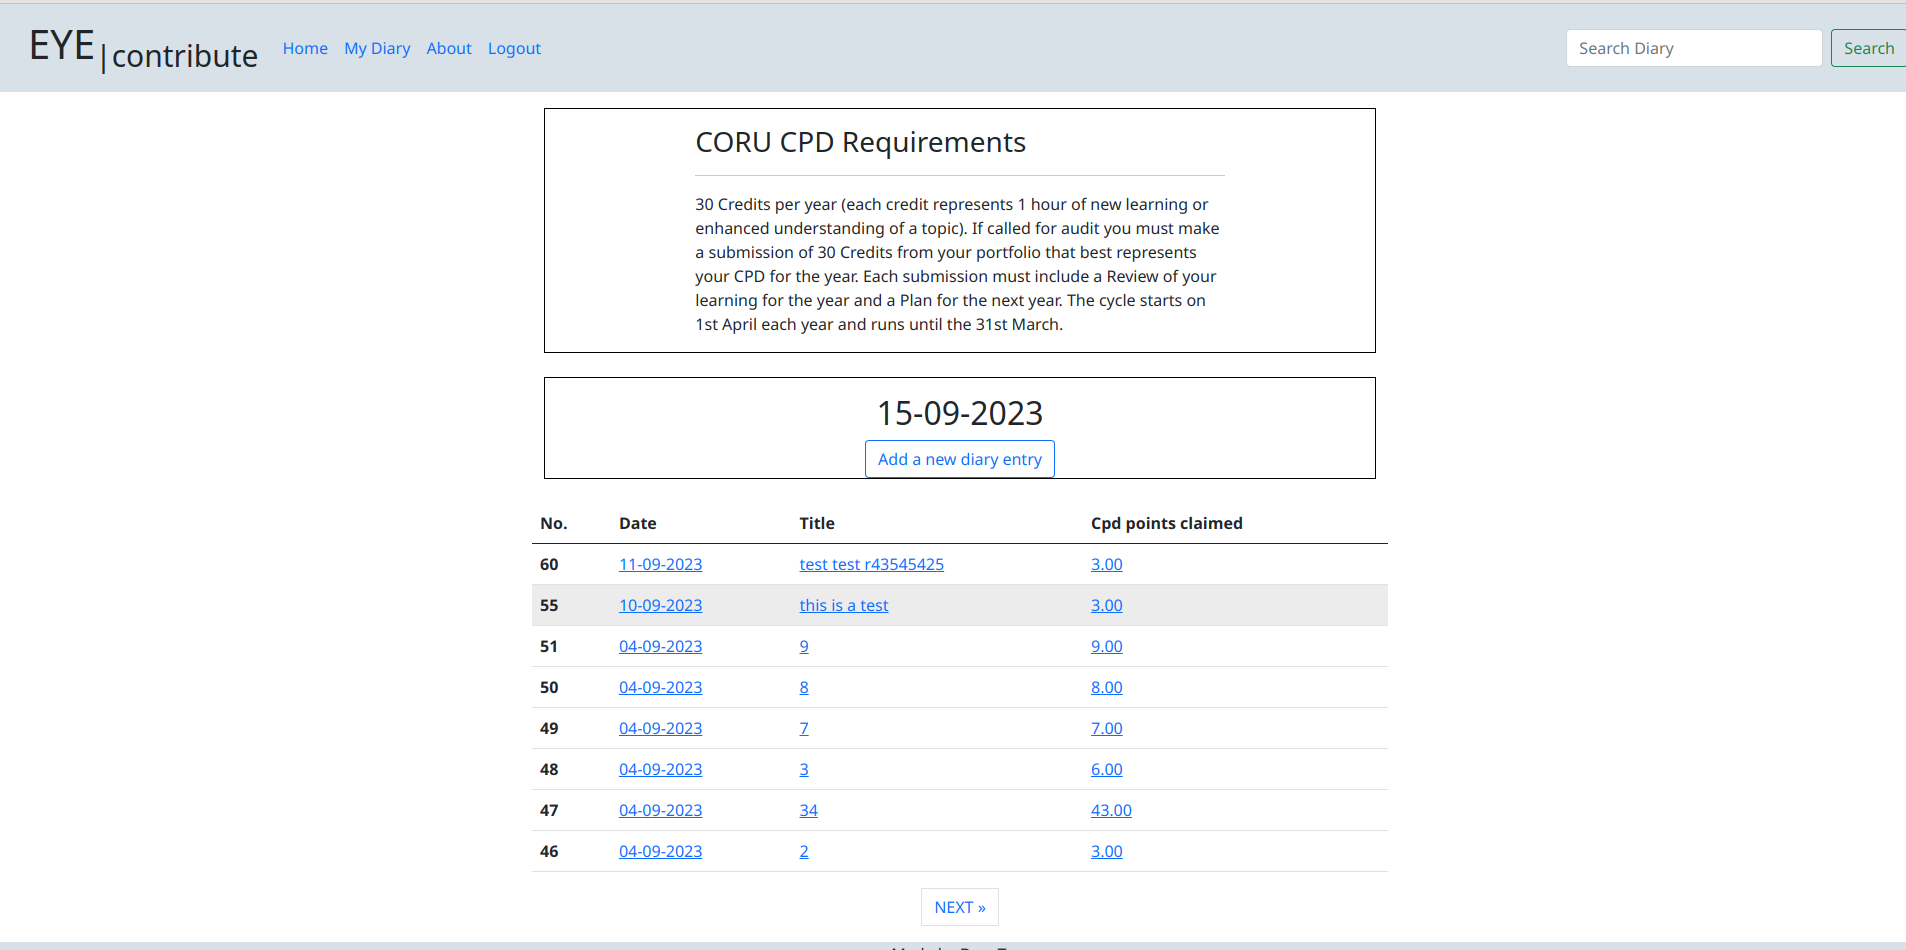 EYE|contribute Home My Diary About Logout Search Diary Search
CORU CPD Requirements
30 Credits per year (each credit represents 1 hour of new learning or
enhanced understanding of a topic). If called for audit you must make
a submission of 30 Credits from your portfolio that best represents
your CPD for the year. Each submission must include a Review of your
learning for the year and a Plan for the next year. The cycle starts on
1st April each year and runs until the 31st March.
15-09-2023
Add a new diary entry
No. Date Title Cpd points claimed
60 11-09-2023 test test r43545425 3.00
55 10-09-2023 this is a test 3.00
51 04-09-2023 9 9.00
50 04-09-2023 8 8.00
49 04-09-2023 7 7.00
48 04-09-2023 3 6.00
47 04-09-2023 34 43.00
46 04-09-2023 2 3.00
NEXT »